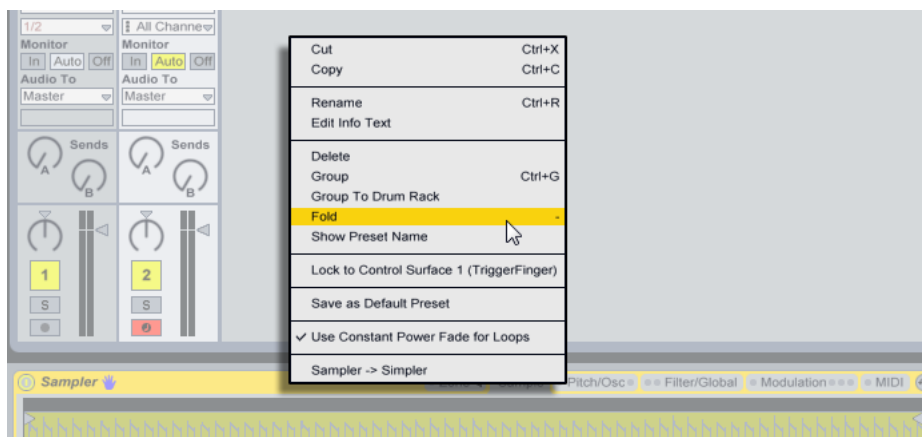 1/2
All Channe
Monitor
Monitor
In Auto Off
In Auto Off
Audio To
Audio To
Master
Master
Sends
Sends
A
B
A
B
1
2
S
S
Cut Ctrl+X
Copy Ctrl+C
Rename Ctrl+R
Edit Info Text
Delete
Group Ctrl+G
Group To Drum Rack
Fold -
Show Preset Name
Lock to Control Surface 1 (TriggerFinger)
Save as Default Preset
✓ Use Constant Power Fade for Loops
Sampler -> Simpler
Sampler
Pitch/Osc
Filter/Global
Modulation
MIDI